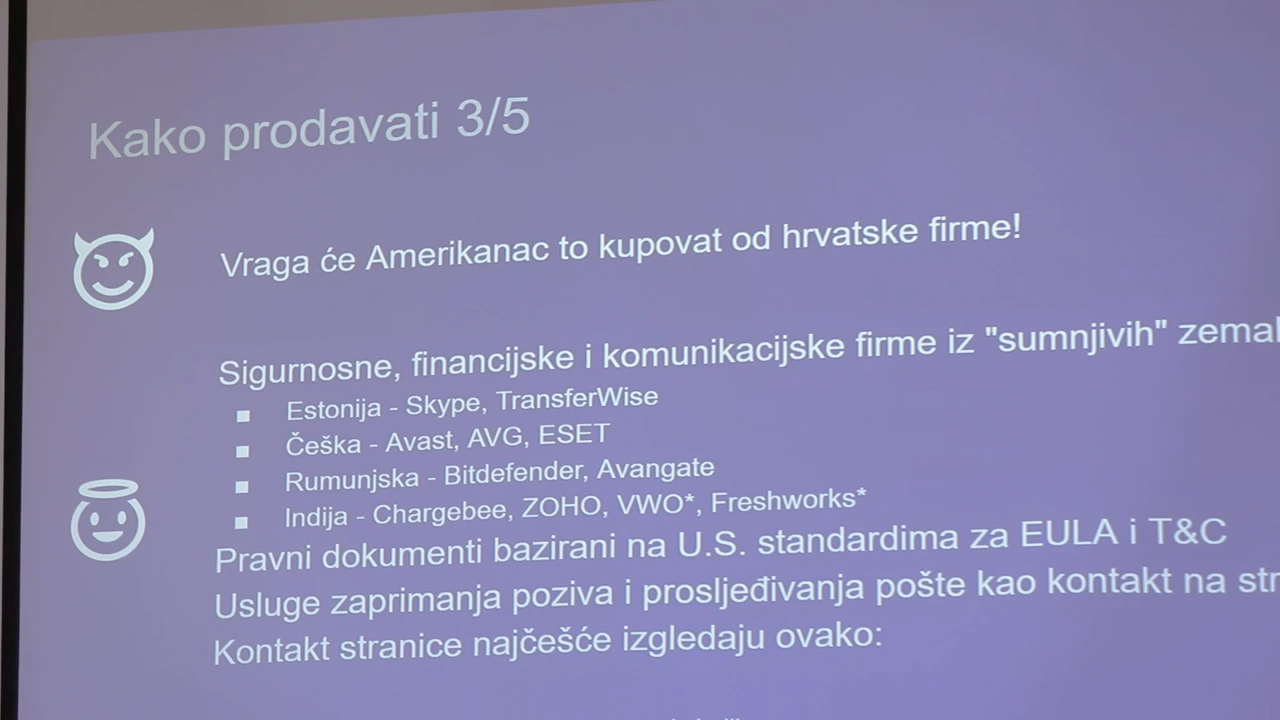 Kako prodavati 3/5
Vraga će Amerikanac to kupovat od hrvatske firme!
Sigurnosne, financijske i komunikacijske firme iz "sumnjivih"
Estonija - Skype, TransferWise
Češka - Avast, AVG, ESET
Rumunjska - Bitdefender, Avangate
Indija - Chargebee, ZOHO, VWO*, Freshworks*
Pravni dokumenti bazirani na U.S. standardima za EULA i T&C
Usluge zaprimanja poziva i prosljeđivanja pošte kao kontakt na
Kontakt stranice najčešće izgledaju ovako: